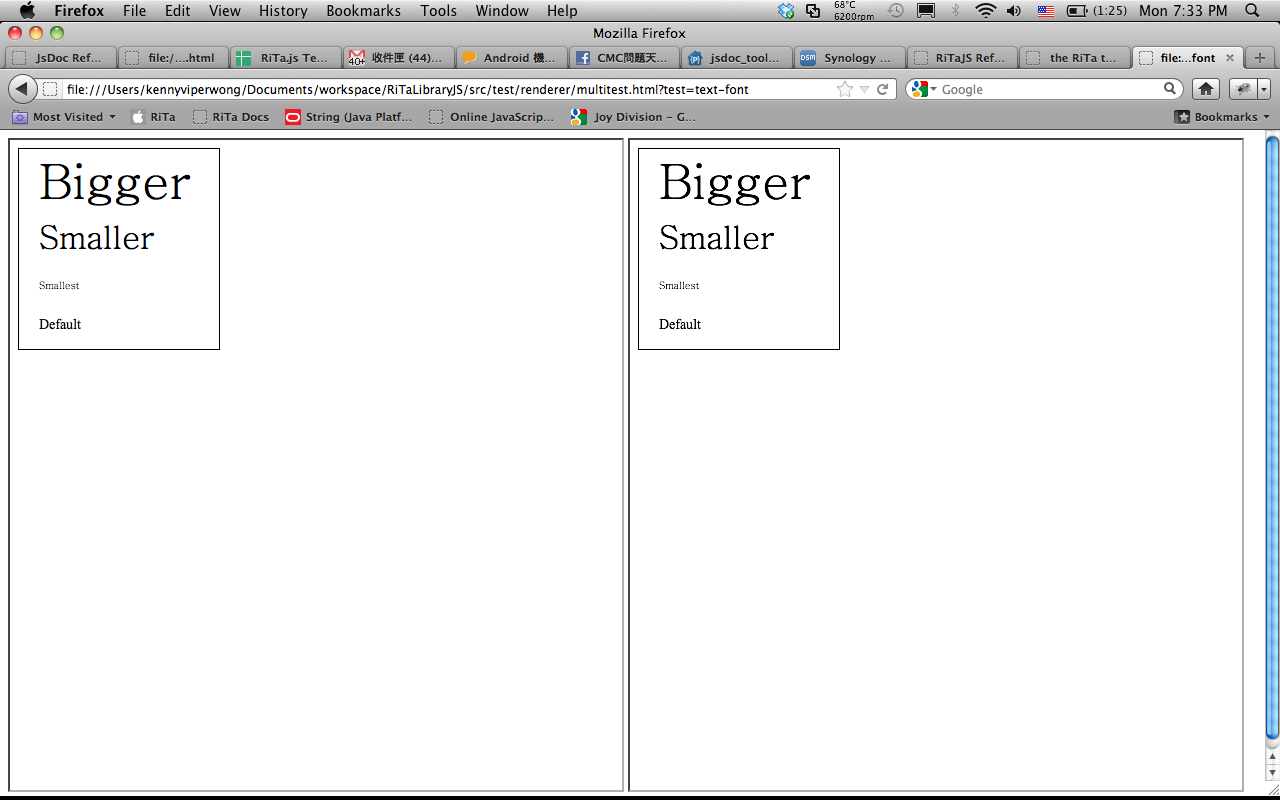 Firefox File Edit View History Bookmarks Tools Window Help 68°C 6200rpm (1:25) Mon 7:33 PM
Mozilla Firefox
JsDoc Ref... file:/....html RiTa.js Te... 40+ 收件匣 (44)... Android 機... CMC問題天... jsdoc_tool... DSM Synology ... RiTaJS Ref... the RiTa t... file:...font
file:///Users/kennyviperwong/Documents/workspace/RiTaLibraryJS/src/test/renderer/multitest.html?test=text-font Google
Most Visited RiTa RiTa Docs String (Java Platf... Online JavaScrip... Joy Division – G... Bookmarks
Bigger
Smaller
Smallest
Default
Bigger
Smaller
Smallest
Default